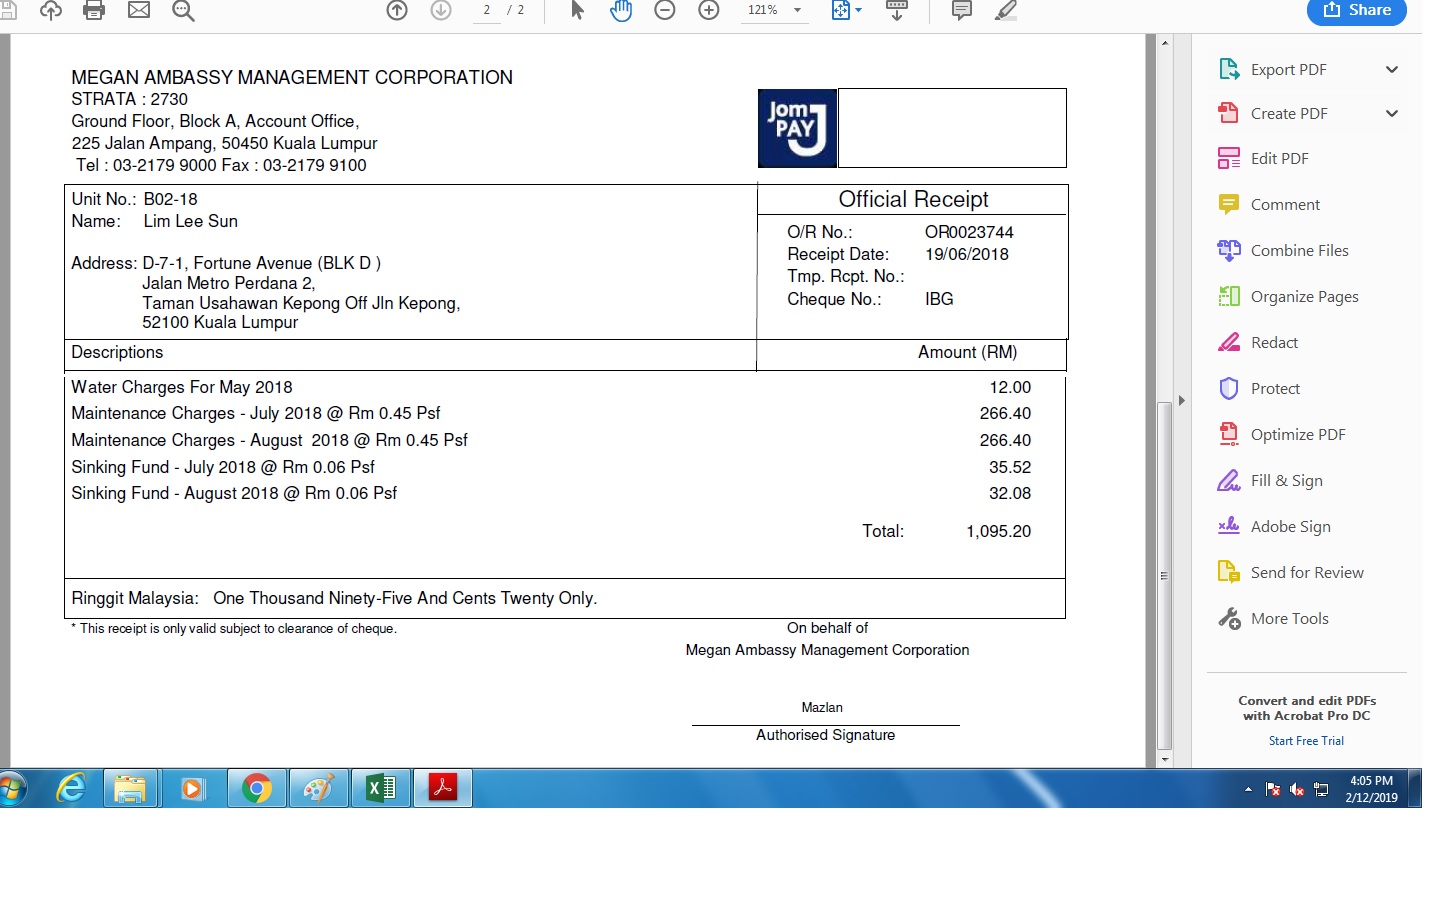 2 / 2
121%
Share
MEGAN AMBASSY MANAGEMENT CORPORATION
STRATA : 2730
Ground Floor, Block A, Account Office,
225 Jalan Ampang, 50450 Kuala Lumpur
Tel : 03-2179 9000 Fax : 03-2179 9100
Jom
PAY
J
Unit No.: B02-18
Name: Lim Lee Sun
Address: D-7-1, Fortune Avenue (BLK D )
Jalan Metro Perdana 2,
Taman Usahawan Kepong Off Jln Kepong,
52100 Kuala Lumpur
Official Receipt
O/R No.: OR0023744
Receipt Date: 19/06/2018
Tmp. Rcpt. No.:
Cheque No.: IBG
Descriptions Amount (RM)
Water Charges For May 2018 12.00
Maintenance Charges - July 2018 @ Rm 0.45 Psf 266.40
Maintenance Charges - August 2018 @ Rm 0.45 Psf 266.40
Sinking Fund - July 2018 @ Rm 0.06 Psf 35.52
Sinking Fund - August 2018 @ Rm 0.06 Psf 32.08
Total: 1,095.20
Ringgit Malaysia: One Thousand Ninety-Five And Cents Twenty Only.
* This receipt is only valid subject to clearance of cheque.
On behalf of
Megan Ambassy Management Corporation
Mazlan
Authorised Signature
Export PDF
Create PDF
Edit PDF
Comment
Combine Files
Organize Pages
Redact
Protect
Optimize PDF
Fill & Sign
Adobe Sign
Send for Review
More Tools
Convert and edit PDFs
with Acrobat Pro DC
Start Free Trial
4:05 PM
2/12/2019